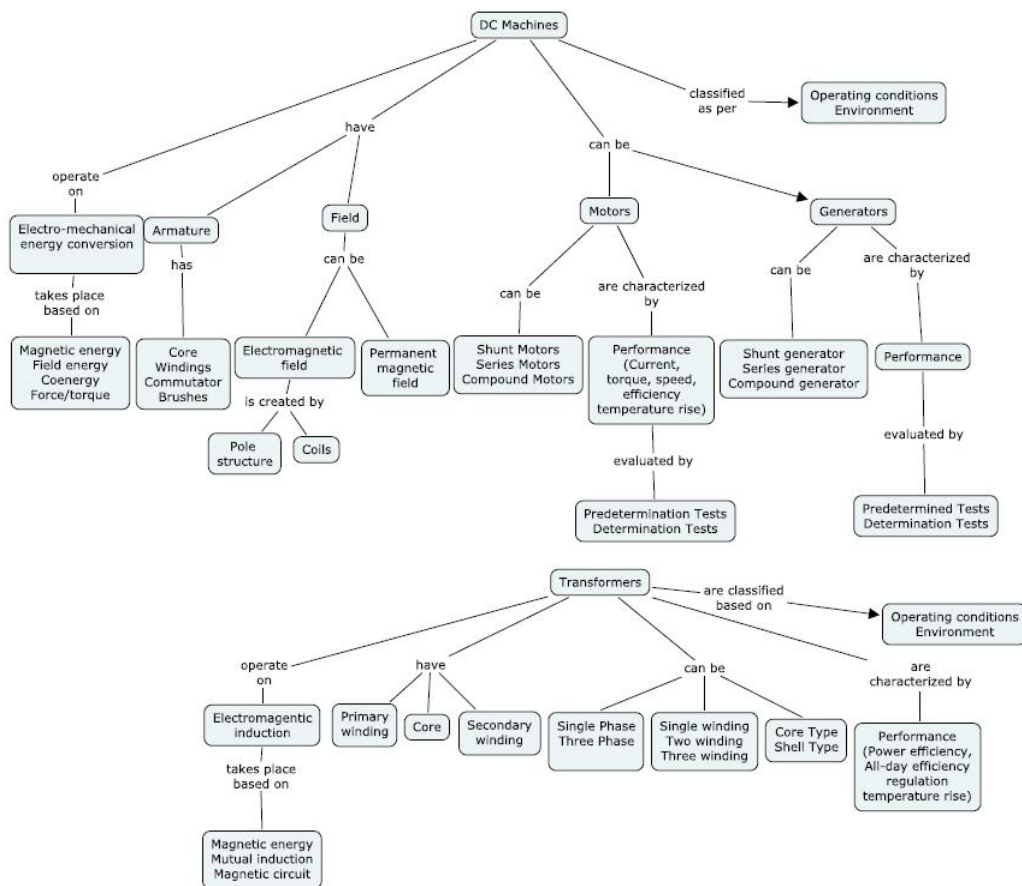 DC Machines
classified
as per
Operating conditions
Environment
have
can be
operate
on
Electro-mechanical
energy conversion
Armature
Field
Motors
Generators
has
can be
takes place
based on
can be
are characterized
by
can be
are characterized
by
Magnetic energy
Field energy
Coenergy
Force/torque
Core
Windings
Commutator
Brushes
Electromagnetic
field
Permanent
magnetic
field
Shunt Motors
Series Motors
Compound Motors
Performance
(Current,
torque, speed,
efficiency
temperature rise)
Shunt generator
Series generator
Compound generator
Performance
is created by
Pole
structure
Coils
evaluated by
evaluated by
Predetermination Tests
Determination Tests
Predetermined Tests
Determination Tests
Transformers
are classified
based on
Operating conditions
Environment
operate
on
have
can be
are
characterized by
Electromagentic
induction
Primary
winding
Core
Secondary
winding
Single Phase
Three Phase
Single winding
Two winding
Three winding
Core Type
Shell Type
Performance
(Power efficiency,
All-day efficiency
regulation
temperature rise)
takes place
based on
Magnetic energy
Mutual induction
Magnetic circuit